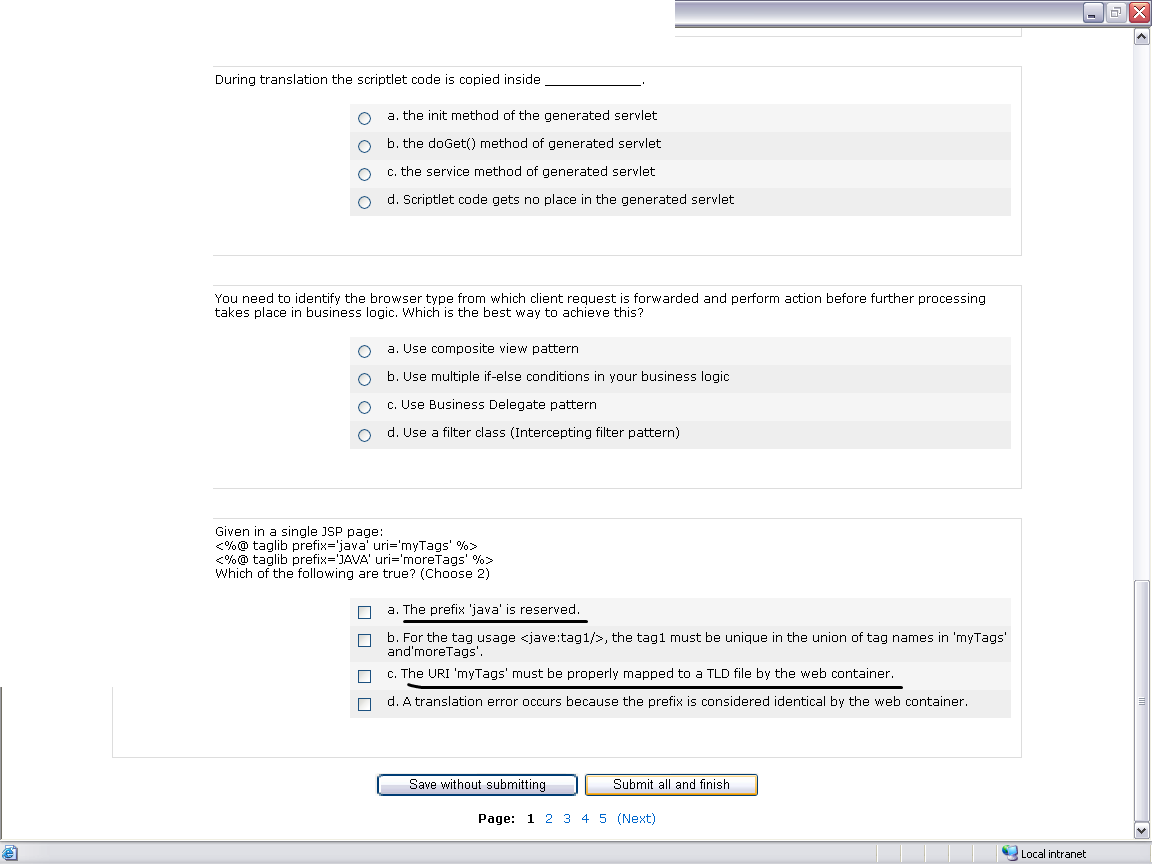 During translation the scriptlet code is copied inside _____________.
a. the init method of the generated servlet
b. the doGet() method of generated servlet
c. the service method of generated servlet
d. Scriptlet code gets no place in the generated servlet
You need to identify the browser type from which client request is forwarded and perform action before further processing
takes place in business logic. Which is the best way to achieve this?
a. Use composite view pattern
b. Use multiple if-else conditions in your business logic
c. Use Business Delegate pattern
d. Use a filter class (Intercepting filter pattern)
Given in a single JSP page:
<%@ taglib prefix='java' uri='myTags' %>
<%@ taglib prefix='JAVA' uri='moreTags' %>
Which of the following are true? (Choose 2)
a. The prefix 'java' is reserved.
b. For the tag usage <jave:tag1/>, the tag1 must be unique in the union of tag names in 'myTags'
and'moreTags'.
c. The URI 'myTags' must be properly mapped to a TLD file by the web container.
d. A translation error occurs because the prefix is considered identical by the web container.
Save without submitting Submit all and finish
Page: 1 2 3 4 5 (Next)
Local intranet